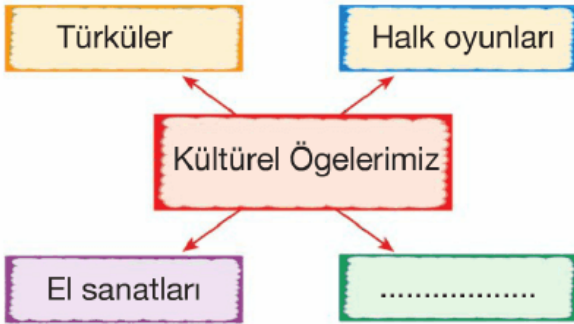 Türküler
Halk oyunları
Kültürel Ögelerimiz
El sanatları
..................